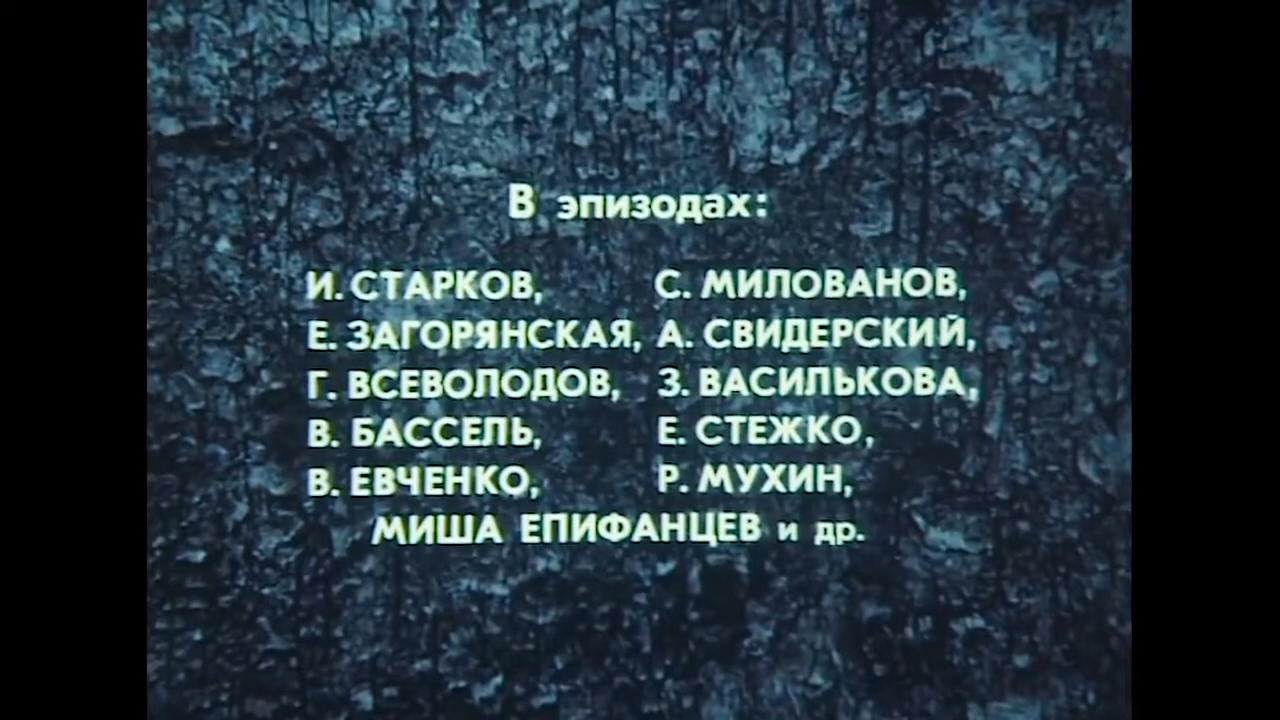 В эпизодах:
И. СТАРКОВ, С. МИЛОВАНОВ,
Е. ЗАГОРЯНСКАЯ, А. СВИДЕРСКИЙ,
Г. ВСЕВОЛОДОВ, З. ВАСИЛЬКОВА,
В. БАССЕЛЬ, Е. СТЕЖКО,
В. ЕВЧЕНКО, Р. МУХИН,
МИША ЕПИФАНЦЕВ и др.